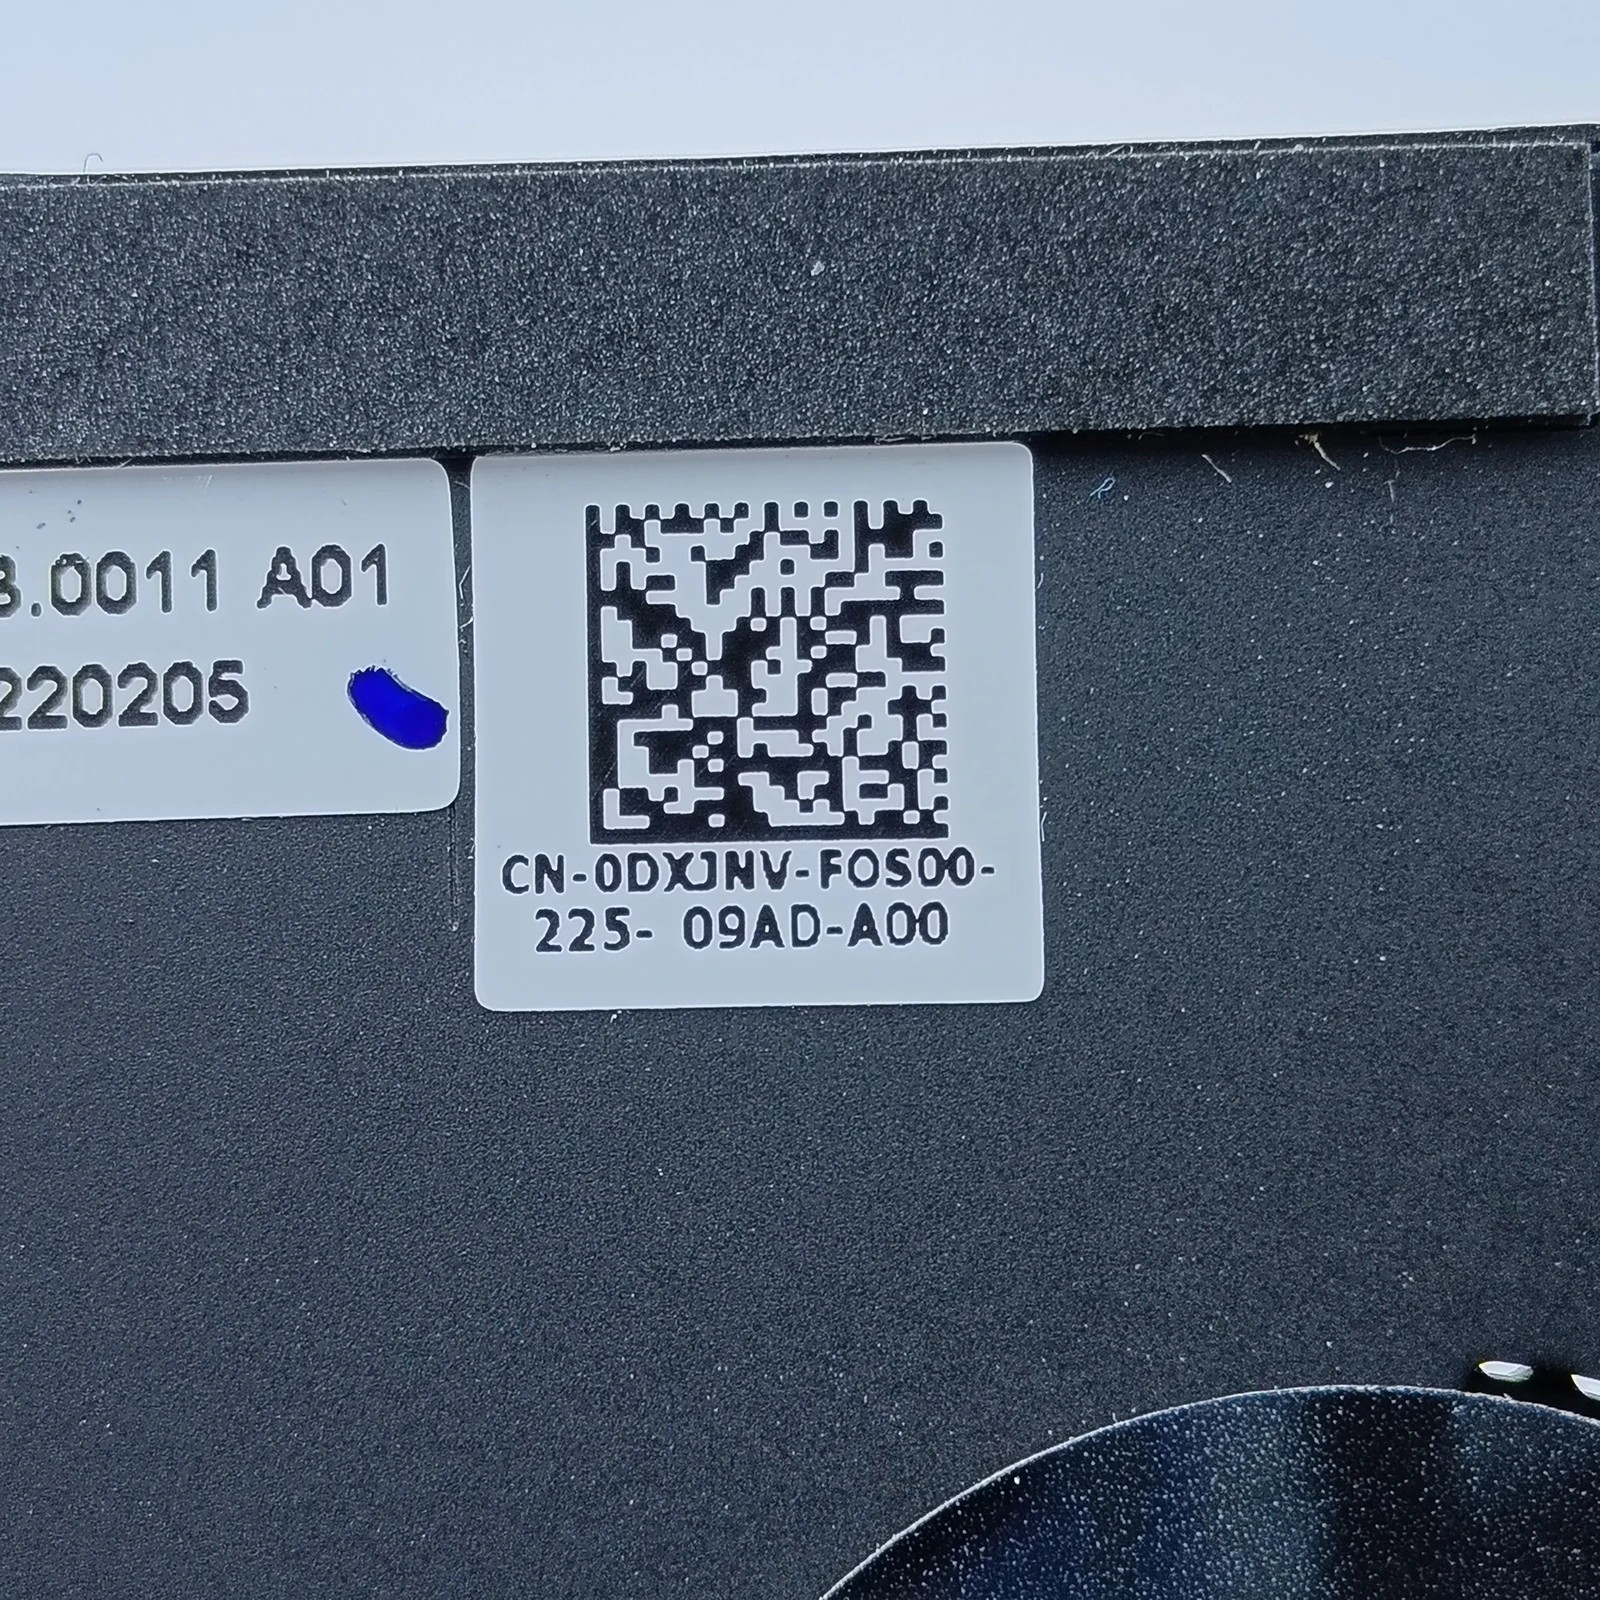 3.0011 A01
220205
CN-0DXJNV-FOS00-
225- 09AD-A00